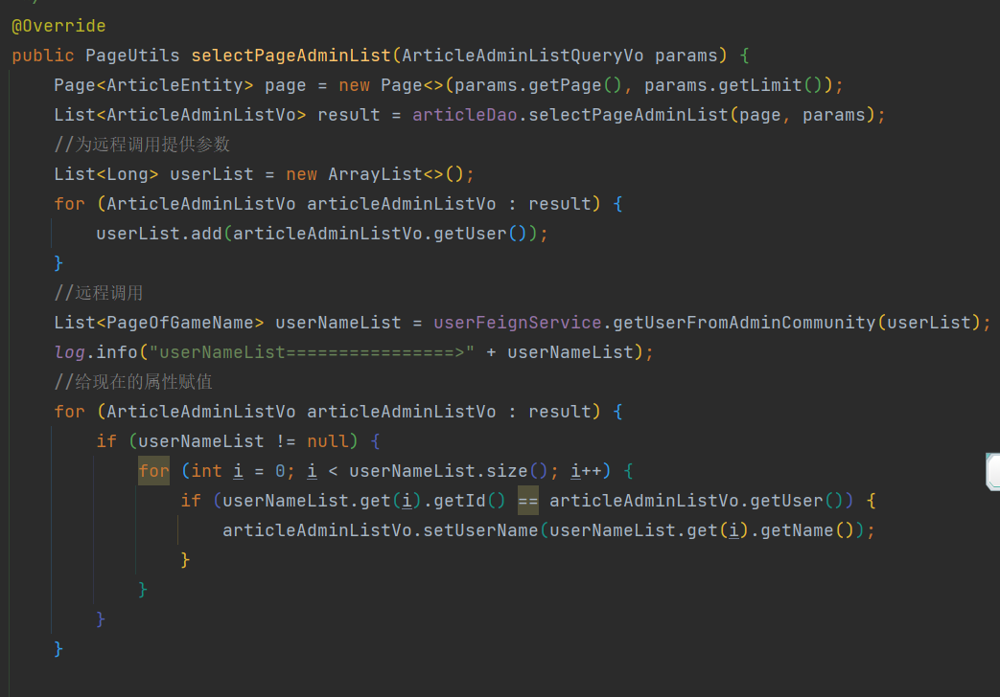 @Override
public PageUtils selectPageAdminList(ArticleAdminListQueryVo params) {
    Page<ArticleEntity> page = new Page<>(params.getPage(), params.getLimit());
    List<ArticleAdminListVo> result = articleDao.selectPageAdminList(page, params);
    //为远程调用提供参数
    List<Long> userList = new ArrayList<>();
    for (ArticleAdminListVo articleAdminListVo : result) {
        userList.add(articleAdminListVo.getUser());
    }
    //远程调用
    List<PageOfGameName> userNameList = userFeignService.getUserFromAdminCommunity(userList);
    log.info("userNameList================>" + userNameList);
    //给现在的属性赋值
    for (ArticleAdminListVo articleAdminListVo : result) {
        if (userNameList != null) {
            for (int i = 0; i < userNameList.size(); i++) {
                if (userNameList.get(i).getId() == articleAdminListVo.getUser()) {
                    articleAdminListVo.setUserName(userNameList.get(i).getName());
                }
            }
        }
    }